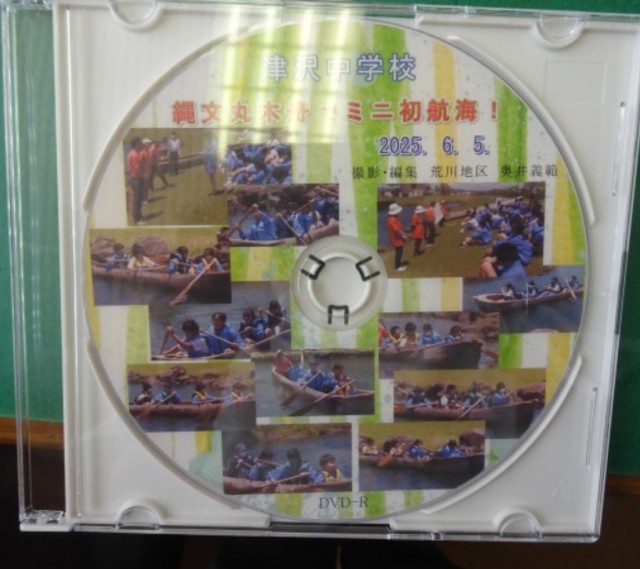 津沢中学校
縄文丸木舟 ミニ初航海！
2025. 6. 5.
撮影・編集 荒川地区 奥井義範
DVD-R